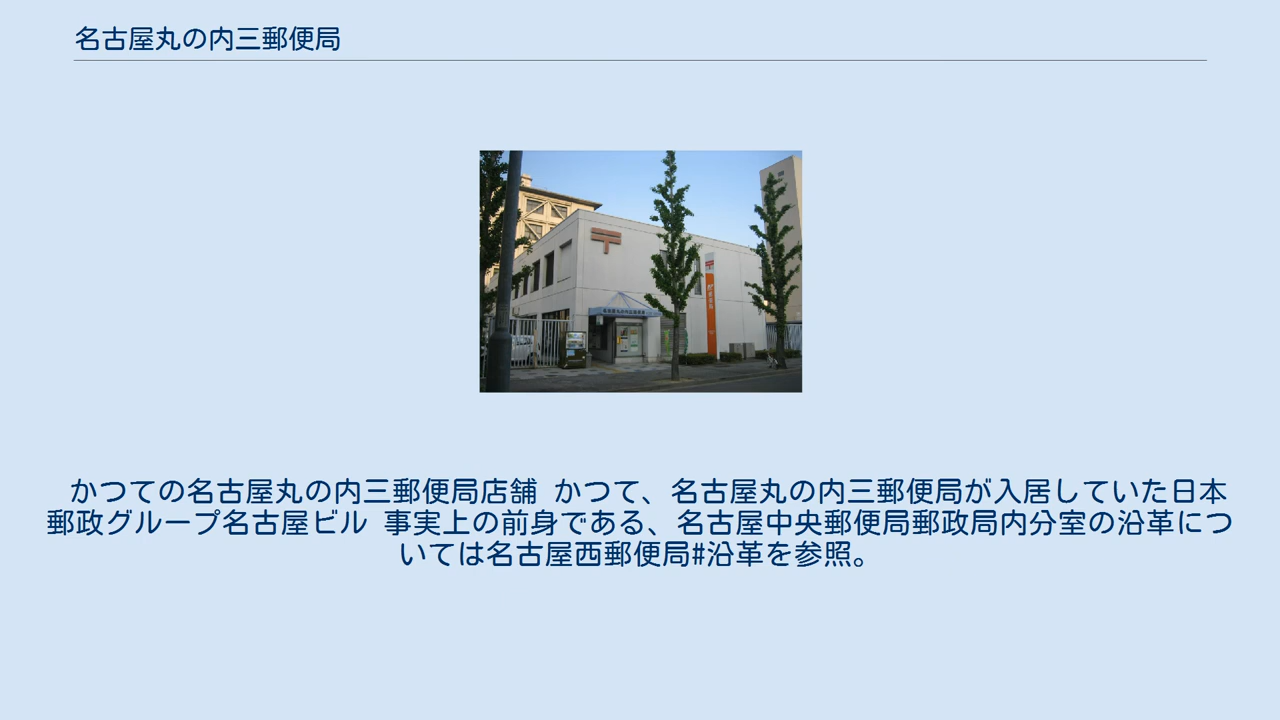 名古屋丸の内三郵便局
〒
かつての名古屋丸の内三郵便局店舗 かつて、名古屋丸の内三郵便局が入居していた日本
郵政グループ名古屋ビル 事実上の前身である、名古屋中央郵便局郵政局内分室の沿革につ
いては名古屋西郵便局#沿革を参照。